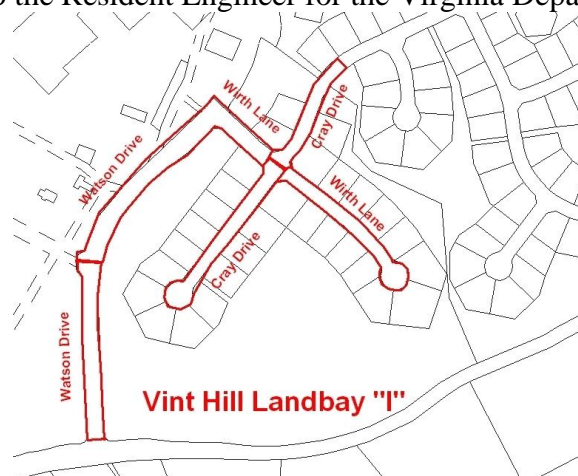 the Resident Engineer for the Virginia Depa
Wirth Lane
Cray Drive
Watson Drive
Wirth Lane
Cray Drive
Watson Drive
Vint Hill Landbay "I"